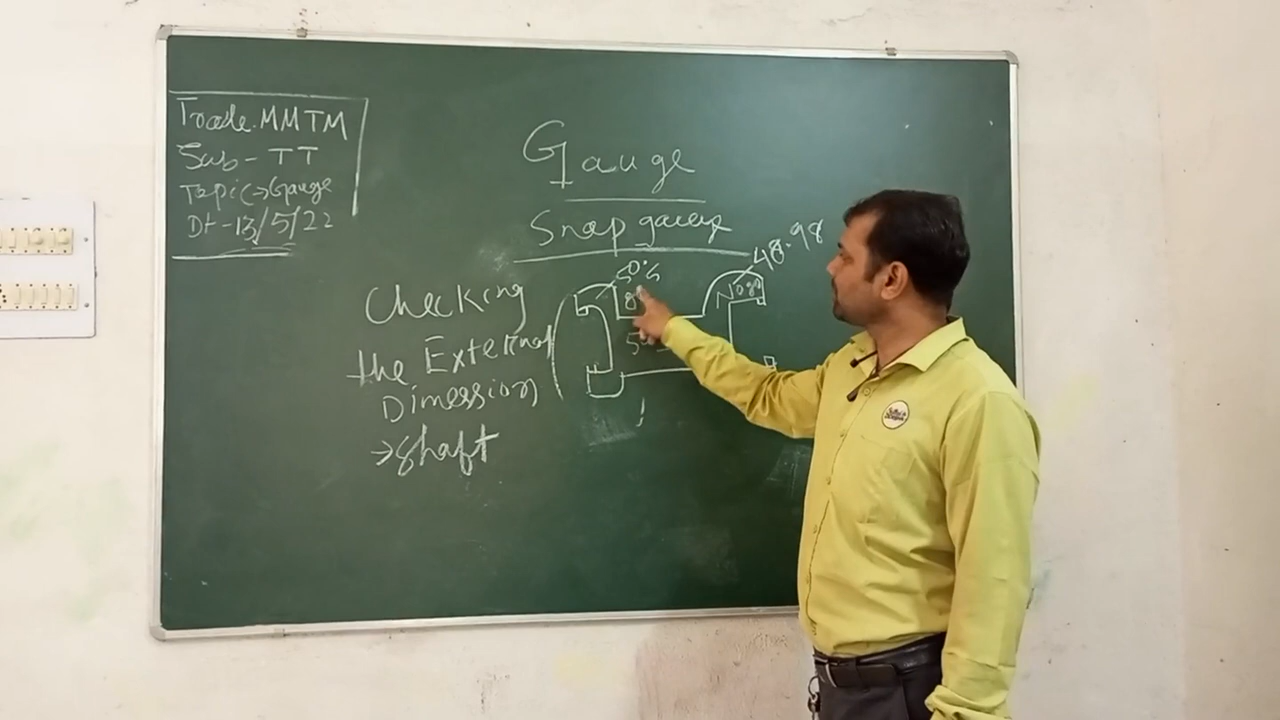 Trade. MMTM
Sub - TT
Topic → Gauge
Dt - 13/5/22
Gauge
Snap gauge
48.98
Checking
the External
Dimession
→ shaft